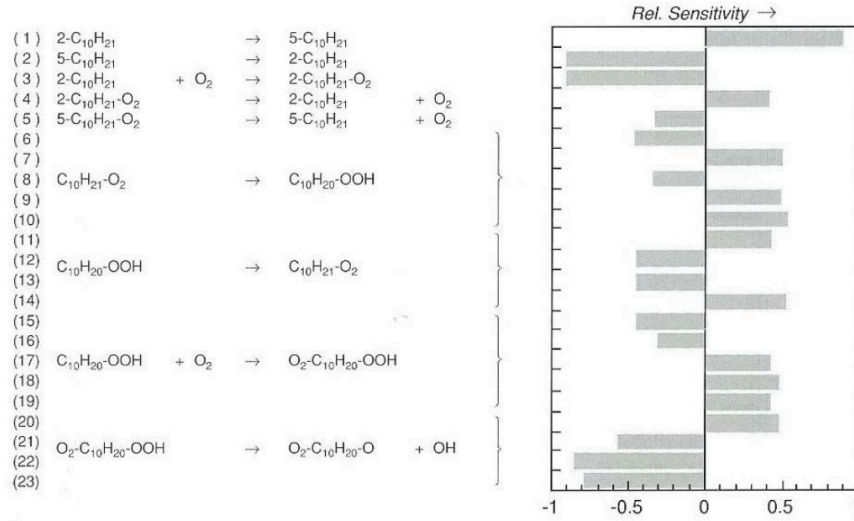 Rel. Sensitivity →
( 1 ) 2-C₁₀H₂₁ → 5-C₁₀H₂₁
( 2 ) 5-C₁₀H₂₁ → 2-C₁₀H₂₁
( 3 ) 2-C₁₀H₂₁ + O₂ → 2-C₁₀H₂₁-O₂
( 4 ) 2-C₁₀H₂₁-O₂ → 2-C₁₀H₂₁ + O₂
( 5 ) 5-C₁₀H₂₁-O₂ → 5-C₁₀H₂₁ + O₂
( 6 )
( 7 )
( 8 ) C₁₀H₂₁-O₂ → C₁₀H₂₀-OOH
( 9 )
(10)
(11)
(12) C₁₀H₂₀-OOH → C₁₀H₂₁-O₂
(13)
(14)
(15)
(16)
(17) C₁₀H₂₀-OOH + O₂ → O₂-C₁₀H₂₀-OOH
(18)
(19)
(20)
(21) O₂-C₁₀H₂₀-OOH → O₂-C₁₀H₂₀-O + OH
(22)
(23)
-1 -0.5 0 0.5